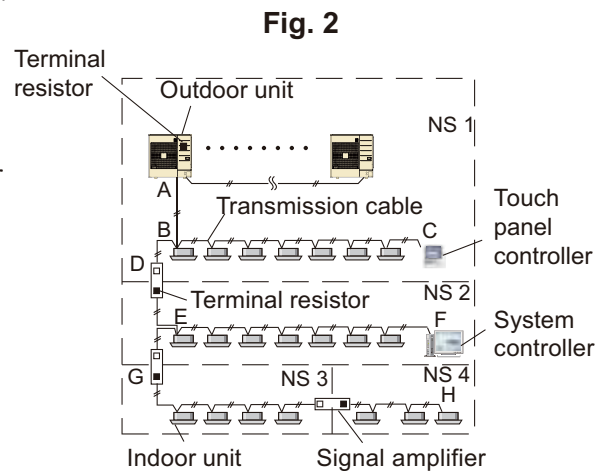 Fig. 2
Terminal
resistor
Outdoor unit
NS 1
A
Transmission cable
B
C
Touch
panel
controller
D
Terminal resistor
NS 2
E
F
System
controller
G
NS 3
NS 4
H
Indoor unit
Signal amplifier